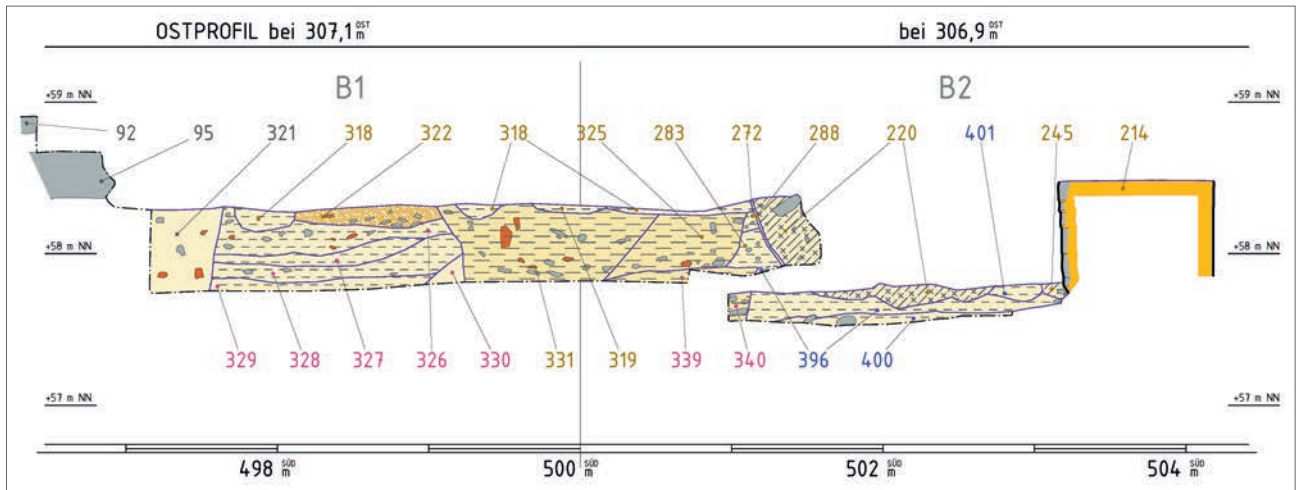 OSTPROFIL bei 307,1 OST m bei 306,9 OST m
B1 B2
+59 m NN +59 m NN
92 95 321 318 322 318 325 283 272 288 220 401 245 214
+58 m NN +58 m NN
329 328 327 326 330 331 319 339 340 396 400
+57 m NN +57 m NN
498 SÜD m 500 SÜD m 502 SÜD m 504 SÜD m